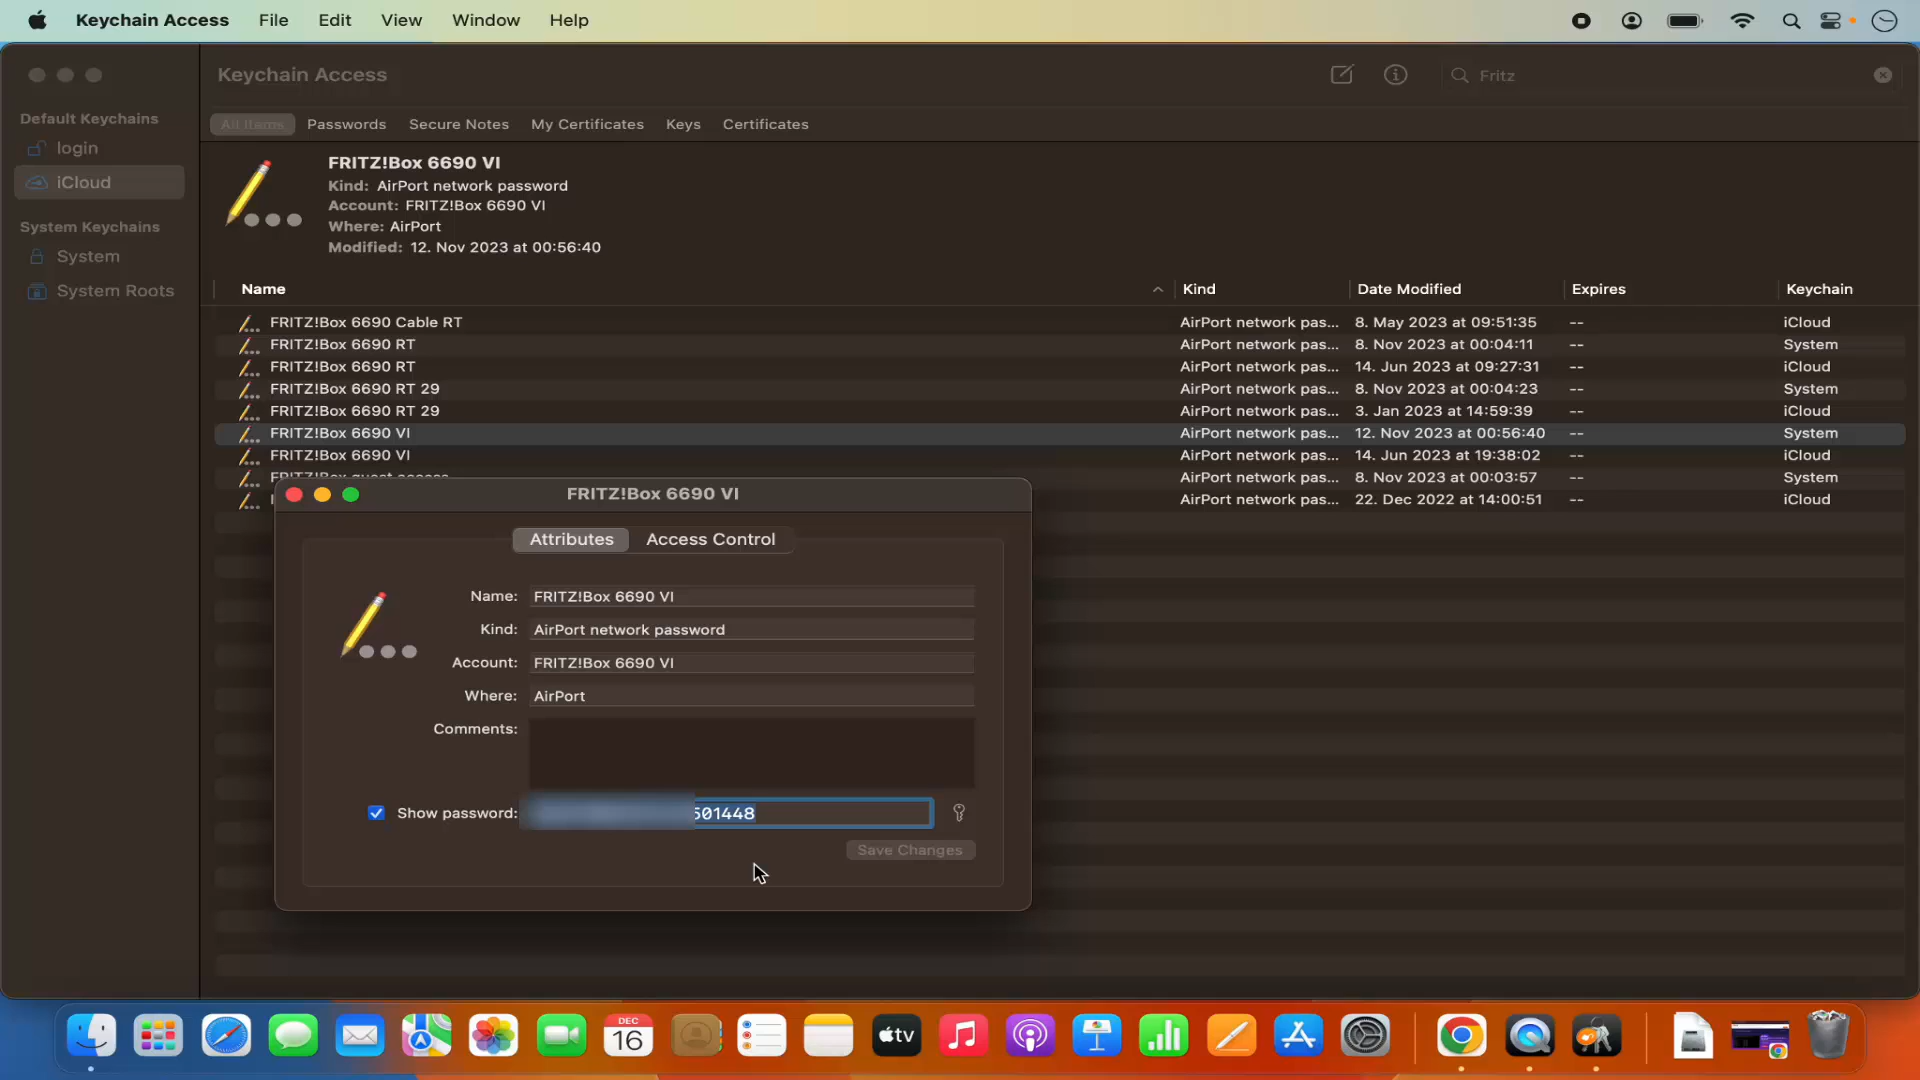 Keychain Access File Edit View Window Help
Keychain Access
Fritz
Default Keychains
login
iCloud
System Keychains
System
System Roots
All Items Passwords Secure Notes My Certificates Keys Certificates
FRITZ!Box 6690 VI
Kind: AirPort network password
Account: FRITZ!Box 6690 VI
Where: AirPort
Modified: 12. Nov 2023 at 00:56:40
Name Kind Date Modified Expires Keychain
FRITZ!Box 6690 Cable RT AirPort network pas... 8. May 2023 at 09:51:35 -- iCloud
FRITZ!Box 6690 RT AirPort network pas... 8. Nov 2023 at 00:04:11 -- System
FRITZ!Box 6690 RT AirPort network pas... 14. Jun 2023 at 09:27:31 -- iCloud
FRITZ!Box 6690 RT 29 AirPort network pas... 8. Nov 2023 at 00:04:23 -- System
FRITZ!Box 6690 RT 29 AirPort network pas... 3. Jan 2023 at 14:59:39 -- iCloud
FRITZ!Box 6690 VI AirPort network pas... 12. Nov 2023 at 00:56:40 -- System
FRITZ!Box 6690 VI AirPort network pas... 14. Jun 2023 at 19:38:02 -- iCloud
FRITZ!Box guest access AirPort network pas... 8. Nov 2023 at 00:03:57 -- System
AirPort network pas... 22. Dec 2022 at 14:00:51 -- iCloud
FRITZ!Box 6690 VI
Attributes Access Control
Name: FRITZ!Box 6690 VI
Kind: AirPort network password
Account: FRITZ!Box 6690 VI
Where: AirPort
Comments:
Show password: 501448
Save Changes
DEC
16
tv